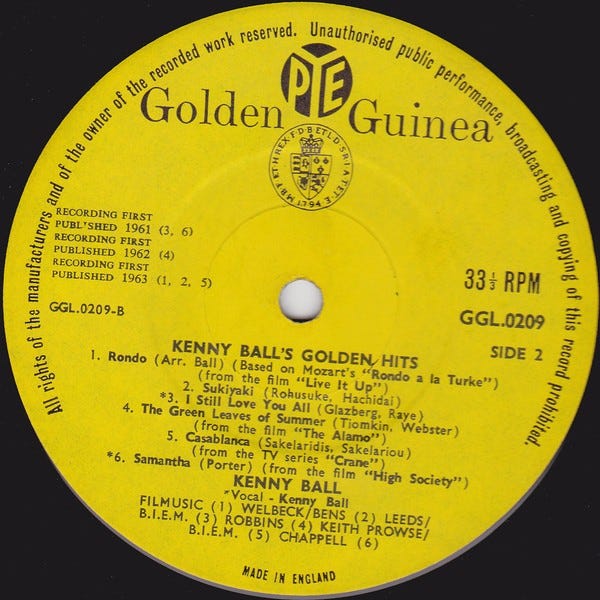 All rights of the manufacturers and of the owner of the recorded work reserved. Unauthorised public performance, broadcasting and copying of this record prohibited.
PYE
Golden Guinea
RECORDING FIRST
PUBL'SHED 1961 (3, 6)
RECORDING FIRST
PUBLISHED 1962 (4)
RECORDING FIRST
PUBLISHED 1963 (1, 2, 5)
GGL.0209-B
33⅓ RPM
GGL.0209
SIDE 2
KENNY BALL'S GOLDEN HITS
1. Rondo (Arr. Ball) (Based on Mozart's "Rondo a la Turke")
(from the film "Live It Up")
2. Sukiyaki (Rohusuke, Hachidai)
*3. I Still Love You All (Glazberg, Raye)
4. The Green Leaves of Summer (Tiomkin, Webster)
(from the film "The Alamo")
5. Casablanca (Sakelaridis, Sakelariou)
(from the TV series "Crane")
*6. Samantha (Porter) (from the film "High Society")
KENNY BALL
*Vocal - Kenny Ball
FILMUSIC (1) WELBECK/BENS (2) LEEDS/
B.I.E.M. (3) ROBBINS (4) KEITH PROWSE/
B.I.E.M. (5) CHAPPELL (6)
MADE IN ENGLAND